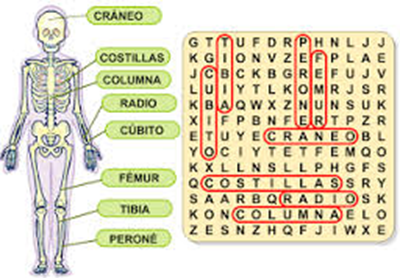 CRÁNEO
COSTILLAS
COLUMNA
RADIO
CÚBITO
FÉMUR
TIBIA
PERONÉ
G T T U F D R P H N L J J
K G I O N V Z E F P L A E
J C B C K B G R E F U J V
L U I Y T L K O M R J S R
K B A Q W X Z N U N S U K
X I F P B N F E R T P Z R
E T U Y E C R A N E O B L
V O C I Y T E T F E M Q O
K X L L N S L L P H G F S
Q C O S T I L L A S S R Y
S A A R B Q R A D I O S K
K O N C O L U M N A E L O
Z E S N Z H Q F J I W X E